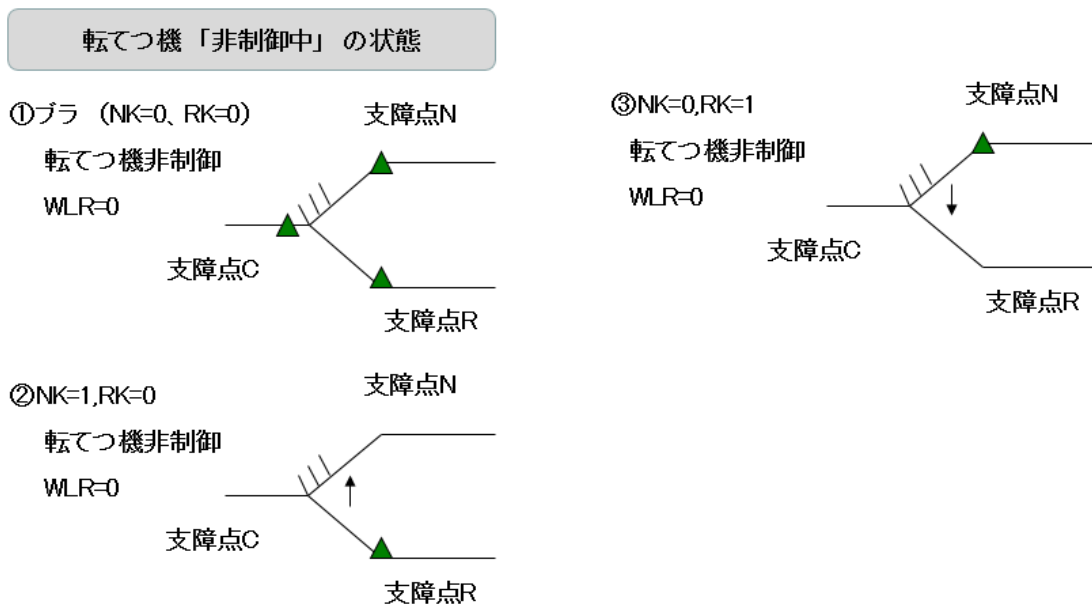 転てつ機「非制御中」の状態
①ブラ （NK=0、RK=0）
支障点N
転てつ機非制御
WLR=0
支障点C
支障点R
②NK=1,RK=0
支障点N
転てつ機非制御
WLR=0
支障点C
支障点R
③NK=0,RK=1
支障点N
転てつ機非制御
WLR=0
支障点C
支障点R